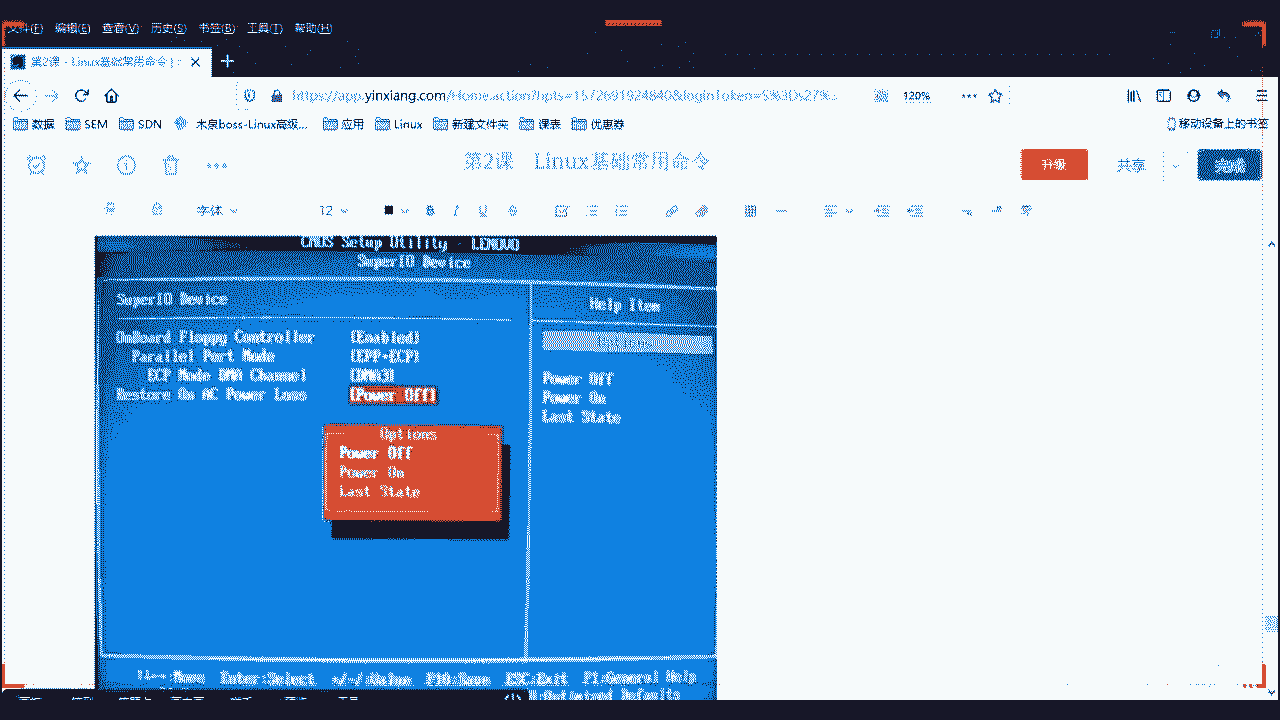 文件(F) 编辑(E) 查看(V) 历史(S) 书签(B) 工具(T) 帮助(H)
第2课 - Linux基础常用命令 |
https://app.yinxiang.com/Home.action?bpts=1572691924840&loginToken=S%3Ds27%
120%
数据 SEM SDN 木泉boss-Linux高级... 应用 Linux 新建文件夹 课表 优惠券 移动设备上的书签
第2课 Linux基础常用命令
升级 共享 完成
字体 12 B I U S
CMOS Setup Utility - LENOVO
SuperIO Device
SuperIO Device
Help Item
OnBoard Floppy Controller [Enabled]
Parallel Port Mode [EPP+ECP]
ECP Mode DMA Channel [DMA3]
Restore On AC Power Loss [Power Off]
Power Off
Power On
Last State
Options
Power Off
Power On
Last State
:Move Enter:Select +/-/:Value F10:Save ESC:Exit F1:General Help
:Optimized Defaults